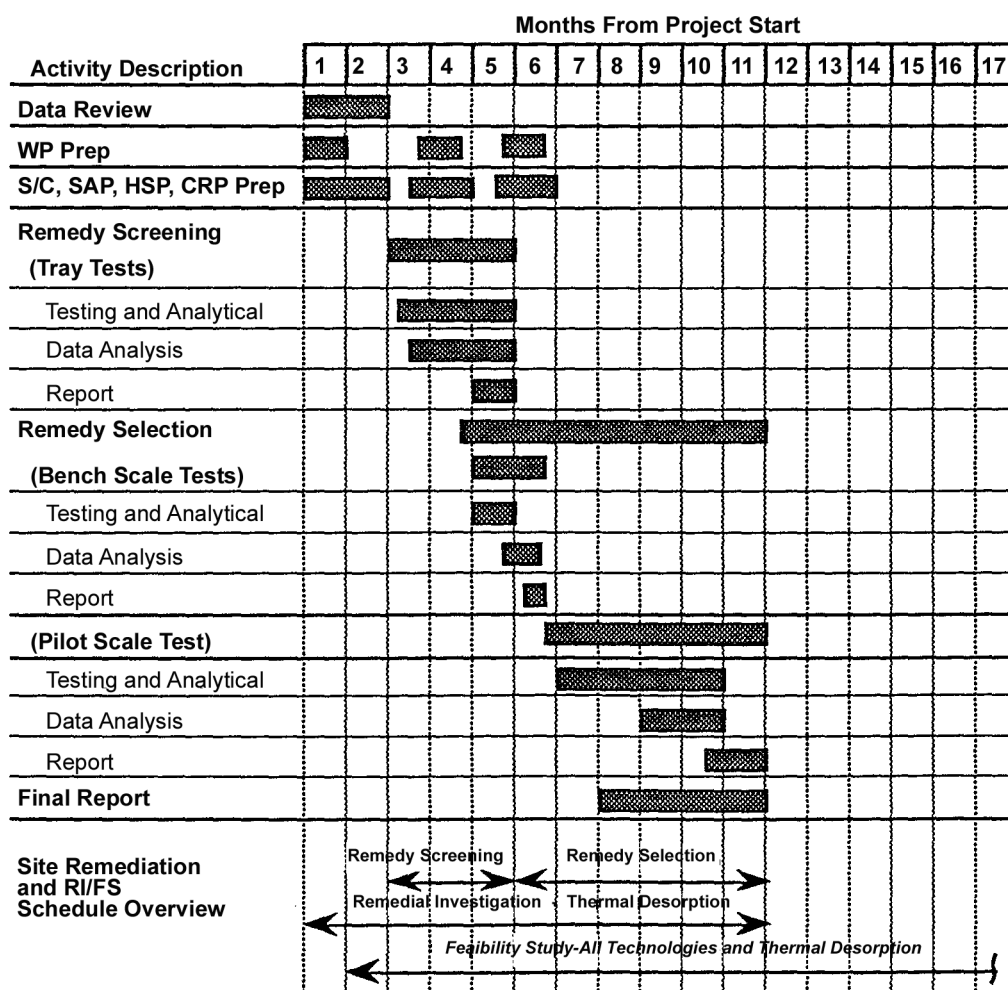 Months From Project Start
Activity Description 1 2 3 4 5 6 7 8 9 10 11 12 13 14 15 16 17
Data Review
WP Prep
S/C, SAP, HSP, CRP Prep
Remedy Screening
(Tray Tests)
Testing and Analytical
Data Analysis
Report
Remedy Selection
(Bench Scale Tests)
Testing and Analytical
Data Analysis
Report
(Pilot Scale Test)
Testing and Analytical
Data Analysis
Report
Final Report
Site Remediation
and RI/FS
Schedule Overview
Remedy Screening Remedy Selection
Remedial Investigation - Thermal Desorption
Feaibility Study-All Technologies and Thermal Desorption